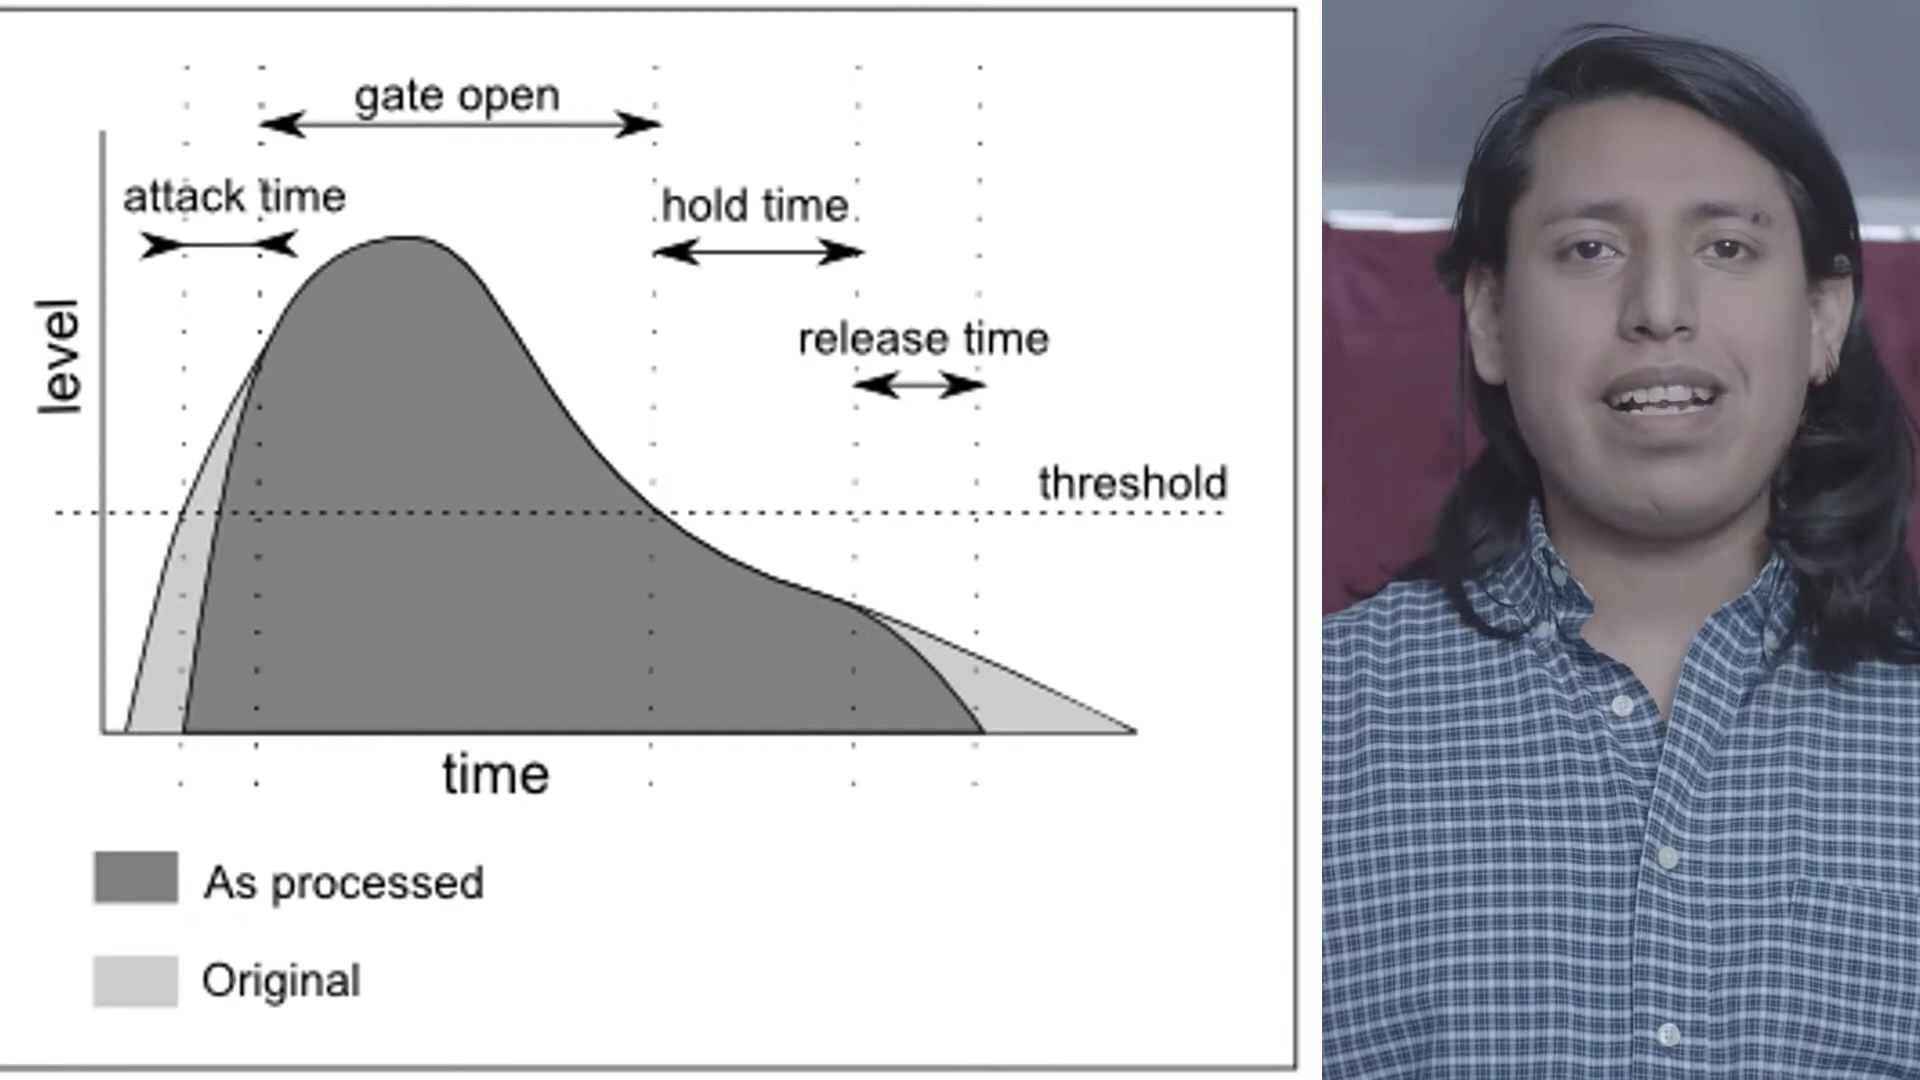 gate open
attack time
hold time
release time
level
threshold
time
As processed
Original